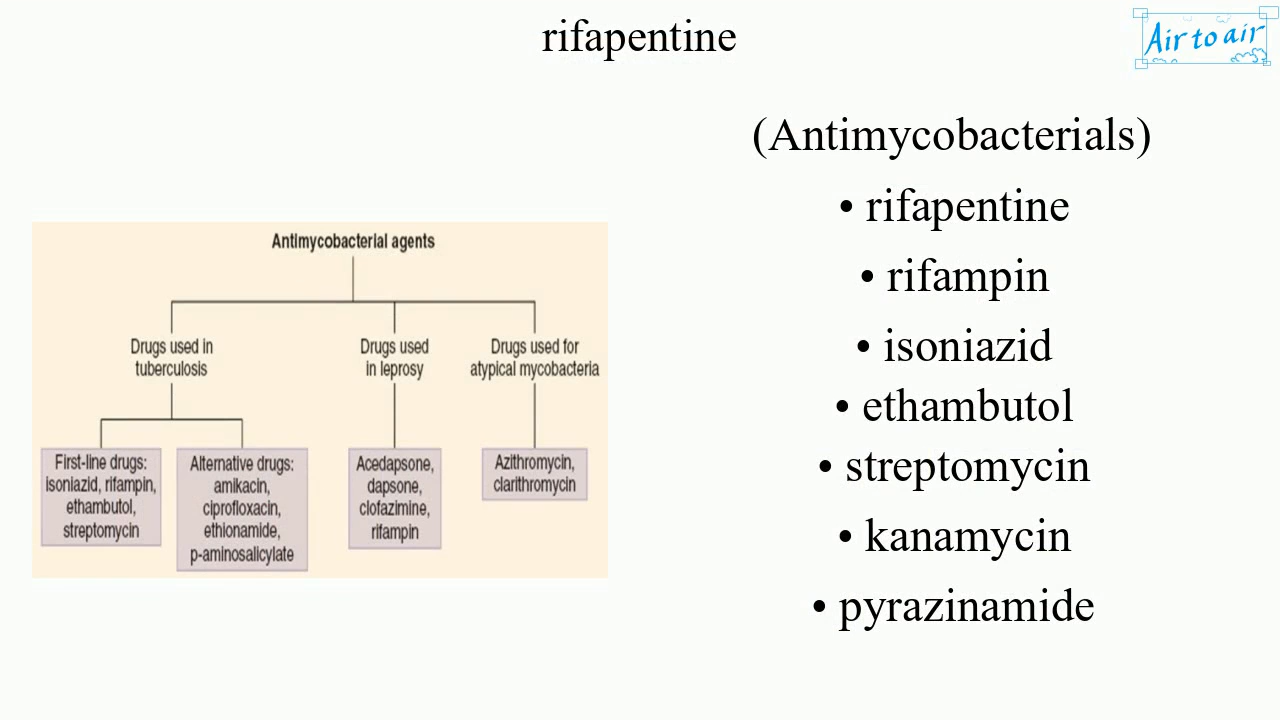 rifapentine
Air to air
Antimycobacterial agents
Drugs used in
tuberculosis
Drugs used
in leprosy
Drugs used for
atypical mycobacteria
First-line drugs:
isoniazid, rifampin,
ethambutol,
streptomycin
Alternative drugs:
amikacin,
ciprofloxacin,
ethionamide,
p-aminosalicylate
Acedapsone,
dapsone,
clofazimine,
rifampin
Azithromycin,
clarithromycin
(Antimycobacterials)
• rifapentine
• rifampin
• isoniazid
• ethambutol
• streptomycin
• kanamycin
• pyrazinamide